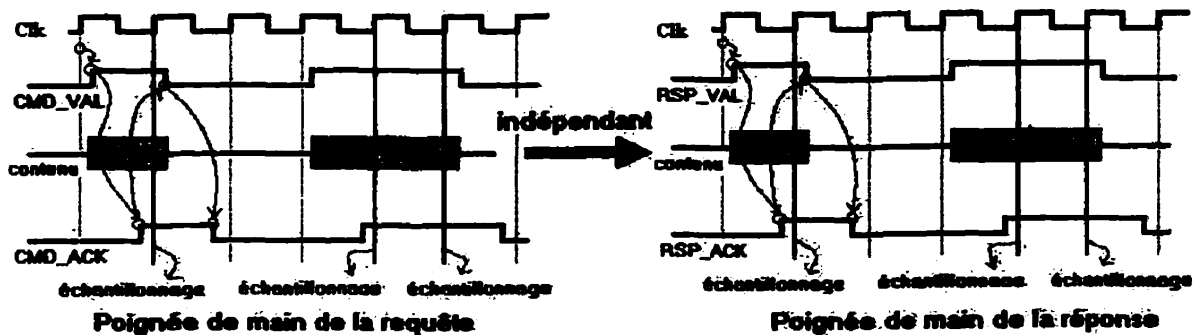 Clk
CMD_VAL
contenu
CMD_ACK
échantillonnage échantillonnage échantillonnage
Poignée de main de la requête
indépendant
Clk
RSP_VAL
contenu
RSP_ACK
échantillonnage échantillonnage échantillonnage
Poignée de main de la réponse